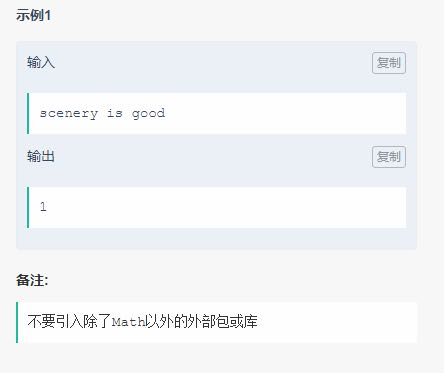 示例1
输入
复制
scenery is good
输出
复制
1
备注:
不要引入除了Math以外的外部包或库